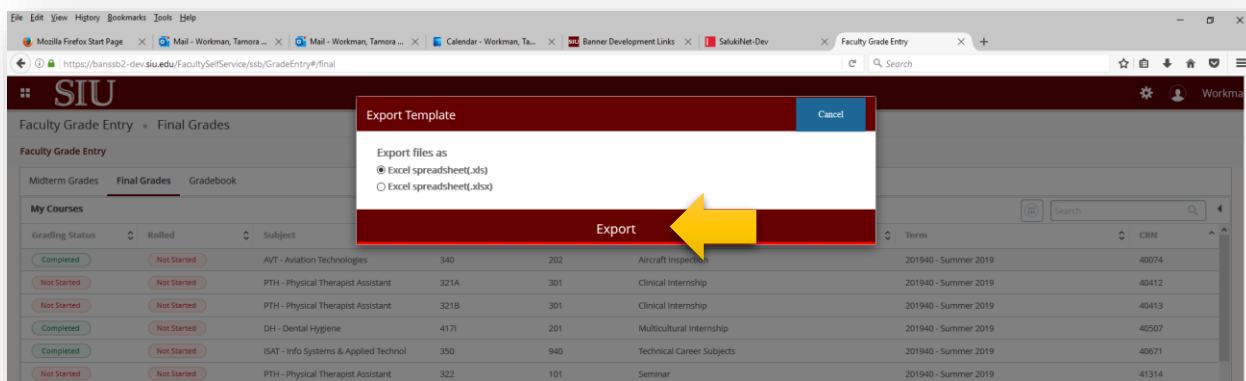 File Edit View History Bookmarks Tools Help
Mozilla Firefox Start Page Mail - Workman, Tamora ... Mail - Workman, Tamora ... Calendar - Workman, Ta... SIU Banner Development Links SalukiNet-Dev Faculty Grade Entry
https://banssb2-dev.siu.edu/FacultySelfService/ssb/GradeEntry#/final Search
SIU Workma
Export Template Cancel
Faculty Grade Entry • Final Grades
Faculty Grade Entry
Export files as
Excel spreadsheet(.xls)
Excel spreadsheet(.xlsx)
Midterm Grades Final Grades Gradebook
My Courses Search
Export
Grading Status Rolled Subject Term CRN
Completed Not Started AVT - Aviation Technologies 340 202 Aircraft Inspection 201940 - Summer 2019 40074
Not Started Not Started PTH - Physical Therapist Assistant 321A 301 Clinical Internship 201940 - Summer 2019 40412
Not Started Not Started PTH - Physical Therapist Assistant 321B 301 Clinical Internship 201940 - Summer 2019 40413
Completed Not Started DH - Dental Hygiene 417I 201 Multicultural Internship 201940 - Summer 2019 40507
Completed Not Started ISAT - Info Systems & Applied Technol 350 940 Technical Career Subjects 201940 - Summer 2019 40671
Not Started Not Started PTH - Physical Therapist Assistant 322 101 Seminar 201940 - Summer 2019 41314